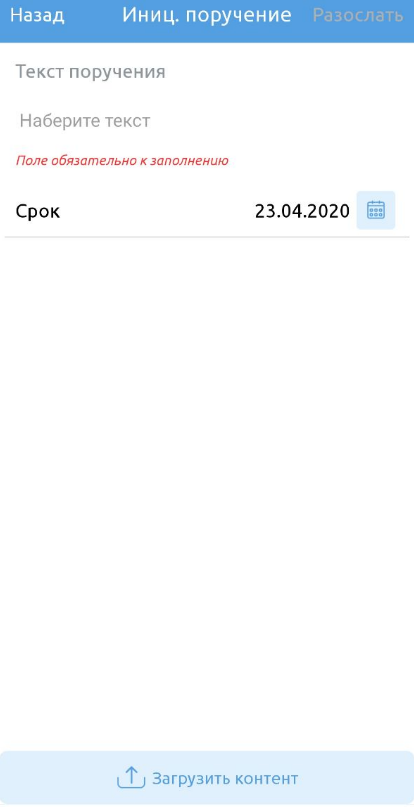 Назад Иниц. поручение Разослать
Текст поручения
Наберите текст
Поле обязательно к заполнению
Срок 23.04.2020
Загрузить контент